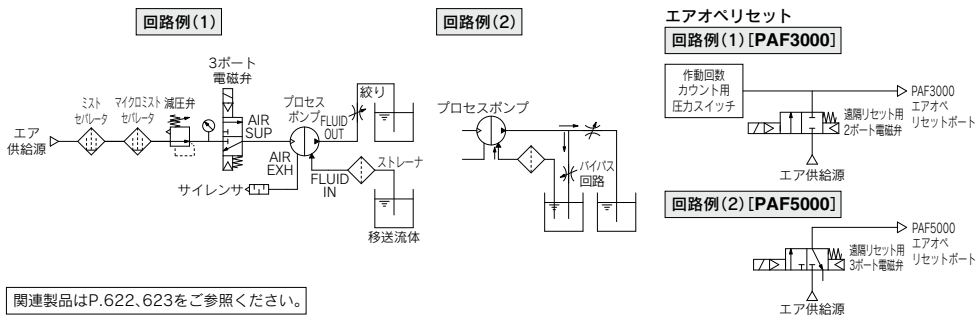 回路例(1)
3ポート
電磁弁
ミスト
セパレータ
マイクロミスト
セパレータ
減圧弁
エア
供給源
AIR
SUP
プロセス
ポンプ
絞り
FLUID
OUT
AIR
EXH
サイレンサ
FLUID
IN
ストレーナ
移送流体
関連製品はP.622、623をご参照ください。
回路例(2)
プロセスポンプ
バイパス
回路
エアオペリセット
回路例(1)[PAF3000]
作動回数
カウント用
圧力スイッチ
PAF3000
エアオペ
リセットポート
遠隔リセット用
2ポート電磁弁
エア供給源
回路例(2)[PAF5000]
PAF5000
エアオペ
リセットポート
遠隔リセット用
3ポート電磁弁
エア供給源